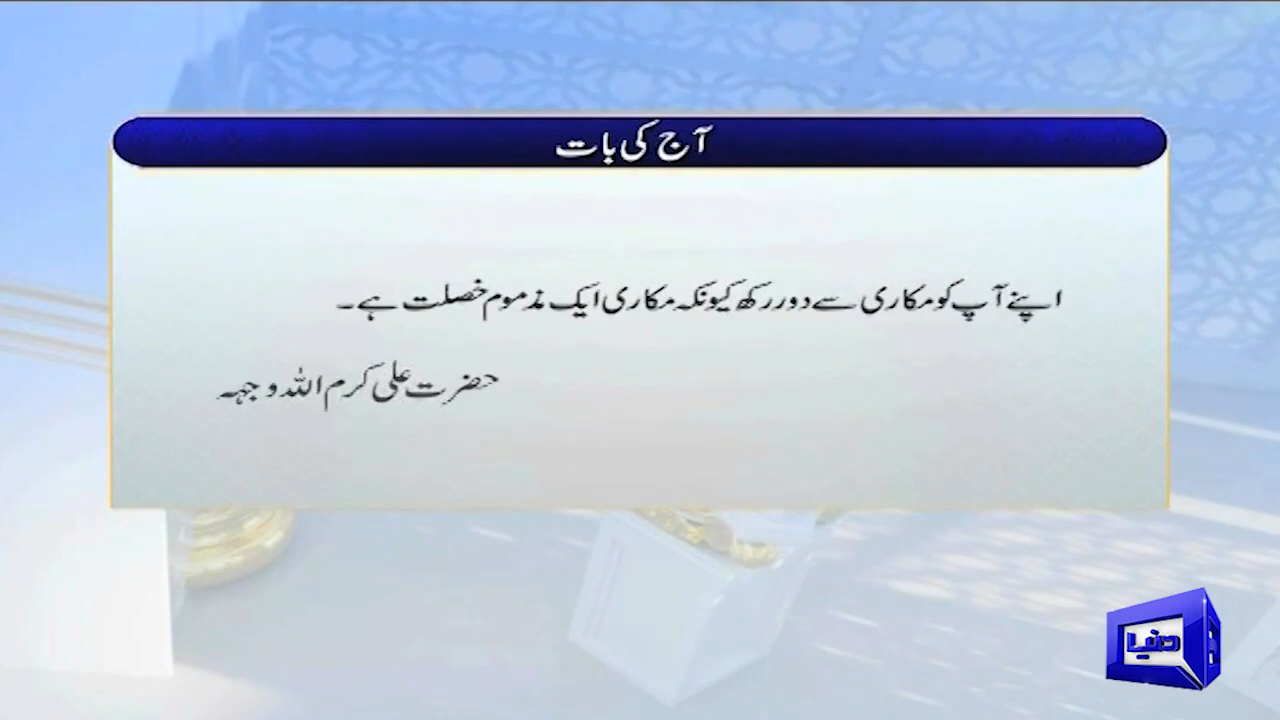 آج کی بات
اپنے آپ کو مکاری سے دور رکھ کیونکہ مکاری ایک مذموم خصلت ہے۔
حضرت علی کرم اللہ وجہہ
دنیا